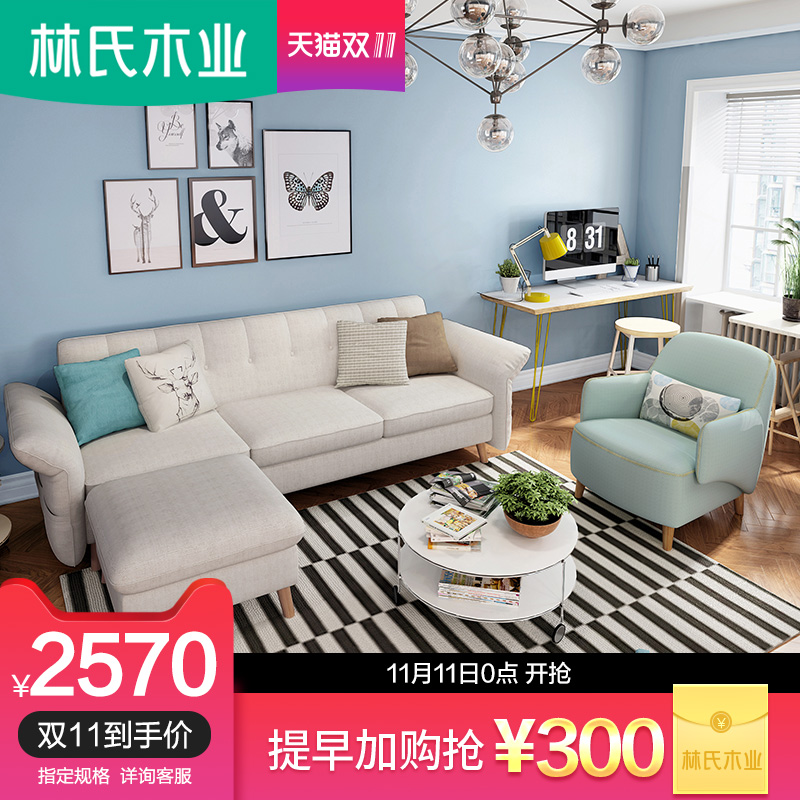 林氏木业
天猫双11
Be
&
8 31
¥2570
双11到手价
指定规格 详询客服
11月11日0点 开抢
提早加购抢 ¥300
¥
林氏木业